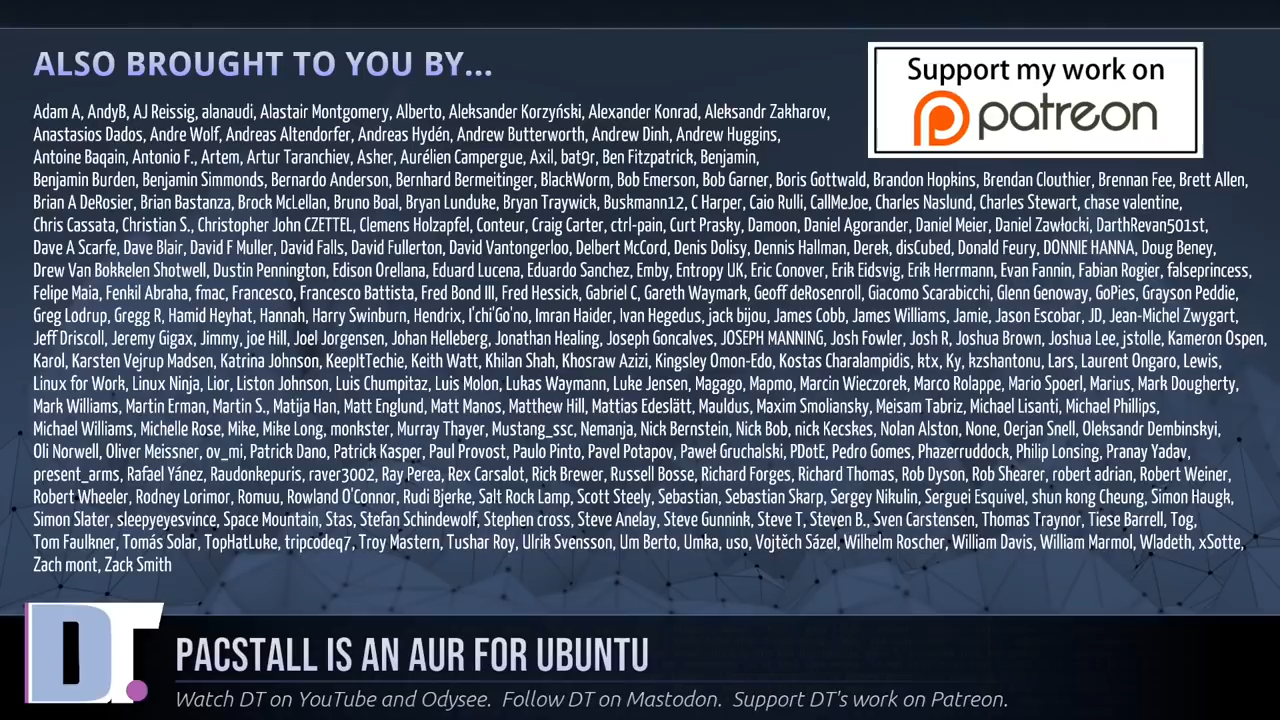 ALSO BROUGHT TO YOU BY...
Support my work on
patreon
Adam A, AndyB, AJ Reissig, alanaudi, Alastair Montgomery, Alberto, Aleksander Korzyński, Alexander Konrad, Aleksandr Zakharov,
Anastasios Dados, Andre Wolf, Andreas Altendorfer, Andreas Hydén, Andrew Butterworth, Andrew Dinh, Andrew Huggins,
Antoine Baqain, Antonio F., Artem, Artur Taranchiev, Asher, Aurélien Campergue, Axil, bat9r, Ben Fitzpatrick, Benjamin,
Benjamin Burden, Benjamin Simmonds, Bernardo Anderson, Bernhard Bermeitinger, BlackWorm, Bob Emerson, Bob Garner, Boris Gottwald, Brandon Hopkins, Brendan Clouthier, Brennan Fee, Brett Allen,
Brian A DeRosier, Brian Bastanza, Brock McLellan, Bruno Boal, Bryan Lunduke, Bryan Traywick, Buskmann12, C Harper, Caio Rulli, CallMeJoe, Charles Naslund, Charles Stewart, chase valentine,
Chris Cassata, Christian S., Christopher John CZETTEL, Clemens Holzapfel, Conteur, Craig Carter, ctrl-pain, Curt Prasky, Damoon, Daniel Agorander, Daniel Meier, Daniel Zawłocki, DarthRevan501st,
Dave A Scarfe, Dave Blair, David F Muller, David Falls, David Fullerton, David Vantongerloo, Delbert McCord, Denis Dolisy, Dennis Hallman, Derek, disCubed, Donald Feury, DONNIE HANNA, Doug Beney,
Drew Van Bokkelen Shotwell, Dustin Pennington, Edison Orellana, Eduard Lucena, Eduardo Sanchez, Emby, Entropy UK, Eric Conover, Erik Eidsvig, Erik Herrmann, Evan Fannin, Fabian Rogier, falseprincess,
Felipe Maia, Fenkil Abraha, fmac, Francesco, Francesco Battista, Fred Bond III, Fred Hessick, Gabriel C, Gareth Waymark, Geoff deRosenroll, Giacomo Scarabicchi, Glenn Genoway, GoPies, Grayson Peddie,
Greg Lodrup, Gregg R, Hamid Heyhat, Hannah, Harry Swinburn, Hendrix, I'chi'Go'no, Imran Haider, Ivan Hegedus, jack bijou, James Cobb, James Williams, Jamie, Jason Escobar, JD, Jean-Michel Zwygart,
Jeff Driscoll, Jeremy Gigax, Jimmy, joe Hill, Joel Jorgensen, Johan Helleberg, Jonathan Healing, Joseph Goncalves, JOSEPH MANNING, Josh Fowler, Josh R, Joshua Brown, Joshua Lee, jstolle, Kameron Ospen,
Karol, Karsten Vejrup Madsen, Katrina Johnson, KeepItTechie, Keith Watt, Khilan Shah, Khosraw Azizi, Kingsley Omon-Edo, Kostas Charalampidis, ktx, Ky, kzshantonu, Lars, Laurent Ongaro, Lewis,
Linux for Work, Linux Ninja, Lior, Liston Johnson, Luis Chumpitaz, Luis Molon, Lukas Waymann, Luke Jensen, Magago, Mapmo, Marcin Wieczorek, Marco Rolappe, Mario Spoerl, Marius, Mark Dougherty,
Mark Williams, Martin Erman, Martin S., Matija Han, Matt Englund, Matt Manos, Matthew Hill, Mattias Edeslätt, Mauldus, Maxim Smoliansky, Meisam Tabriz, Michael Lisanti, Michael Phillips,
Michael Williams, Michelle Rose, Mike, Mike Long, monkster, Murray Thayer, Mustang_ssc, Nemanja, Nick Bernstein, Nick Bob, nick Kecskes, Nolan Alston, None, Oerjan Snell, Oleksandr Dembinskyi,
Oli Norwell, Oliver Meissner, ov_mi, Patrick Dano, Patrick Kasper, Paul Provost, Paulo Pinto, Pavel Potapov, Paweł Gruchalski, PDotE, Pedro Gomes, Phazerruddock, Philip Lonsing, Pranay Yadav,
present_arms, Rafael Yánez, Raudonkepuris, raver3002, Ray Perea, Rex Carsalot, Rick Brewer, Russell Bosse, Richard Forges, Richard Thomas, Rob Dyson, Rob Shearer, robert adrian, Robert Weiner,
Robert Wheeler, Rodney Lorimor, Romuu, Rowland O'Connor, Rudi Bjerke, Salt Rock Lamp, Scott Steely, Sebastian, Sebastian Skarp, Sergey Nikulin, Serguei Esquivel, shun kong Cheung, Simon Haugk,
Simon Slater, sleepyeyesvince, Space Mountain, Stas, Stefan Schindewolf, Stephen cross, Steve Anelay, Steve Gunnink, Steve T, Steven B., Sven Carstensen, Thomas Traynor, Tiese Barrell, Tog,
Tom Faulkner, Tomás Solar, TopHatLuke, tripcodeq7, Troy Mastern, Tushar Roy, Ulrik Svensson, Um Berto, Umka, uso, Vojtěch Sázel, Wilhelm Roscher, William Davis, William Marmol, Wladeth, xSotte,
Zach mont, Zack Smith
DT.
PACSTALL IS AN AUR FOR UBUNTU
Watch DT on YouTube and Odysee. Follow DT on Mastodon. Support DT's work on Patreon.